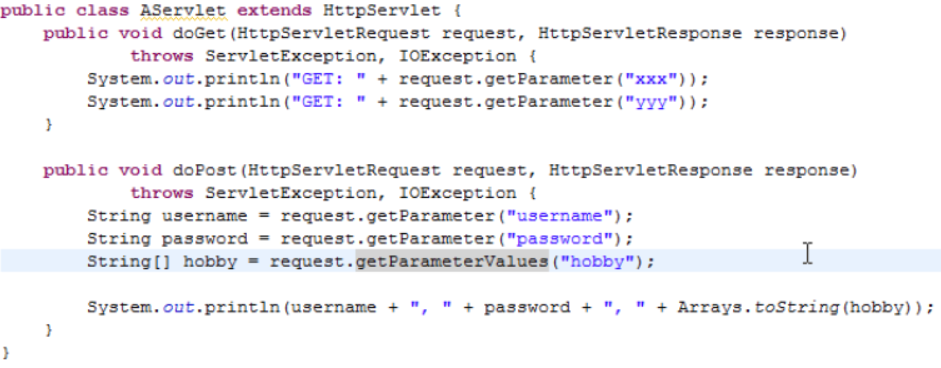 public class AServlet extends HttpServlet {
    public void doGet(HttpServletRequest request, HttpServletResponse response)
            throws ServletException, IOException {
        System.out.println("GET: " + request.getParameter("xxx"));
        System.out.println("GET: " + request.getParameter("yyy"));
    }

    public void doPost(HttpServletRequest request, HttpServletResponse response)
            throws ServletException, IOException {
        String username = request.getParameter("username");
        String password = request.getParameter("password");
        String[] hobby = request.getParameterValues("hobby");

        System.out.println(username + ", " + password + ", " + Arrays.toString(hobby));
    }
}